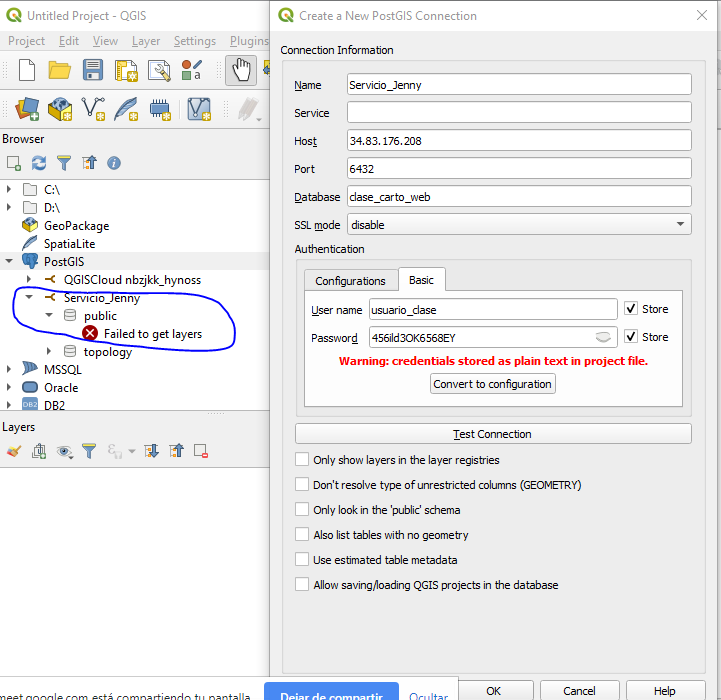 Untitled Project - QGIS
Project Edit View Layer Settings Plugins
Browser
C:\
D:\
GeoPackage
SpatiaLite
PostGIS
QGISCloud nbzjkk_hynoss
Servicio_Jenny
public
Failed to get layers
topology
MSSQL
Oracle
DB2
DB2
Layers
Create a New PostGIS Connection
Connection Information
Name Servicio_Jenny
Service
Host 34.83.176.208
Port 6432
Database clase_carto_web
SSL mode disable
Authentication
Configurations Basic
User name usuario_clase Store
Password 456ild3OK6568EY Store
Warning: credentials stored as plain text in project file.
Convert to configuration
Test Connection
Only show layers in the layer registries
Don't resolve type of unrestricted columns (GEOMETRY)
Only look in the 'public' schema
Also list tables with no geometry
Use estimated table metadata
Allow saving/loading QGIS projects in the database
OK Cancel Help
meet.google.com está compartiendo tu pantalla. Dejar de compartir Ocultar